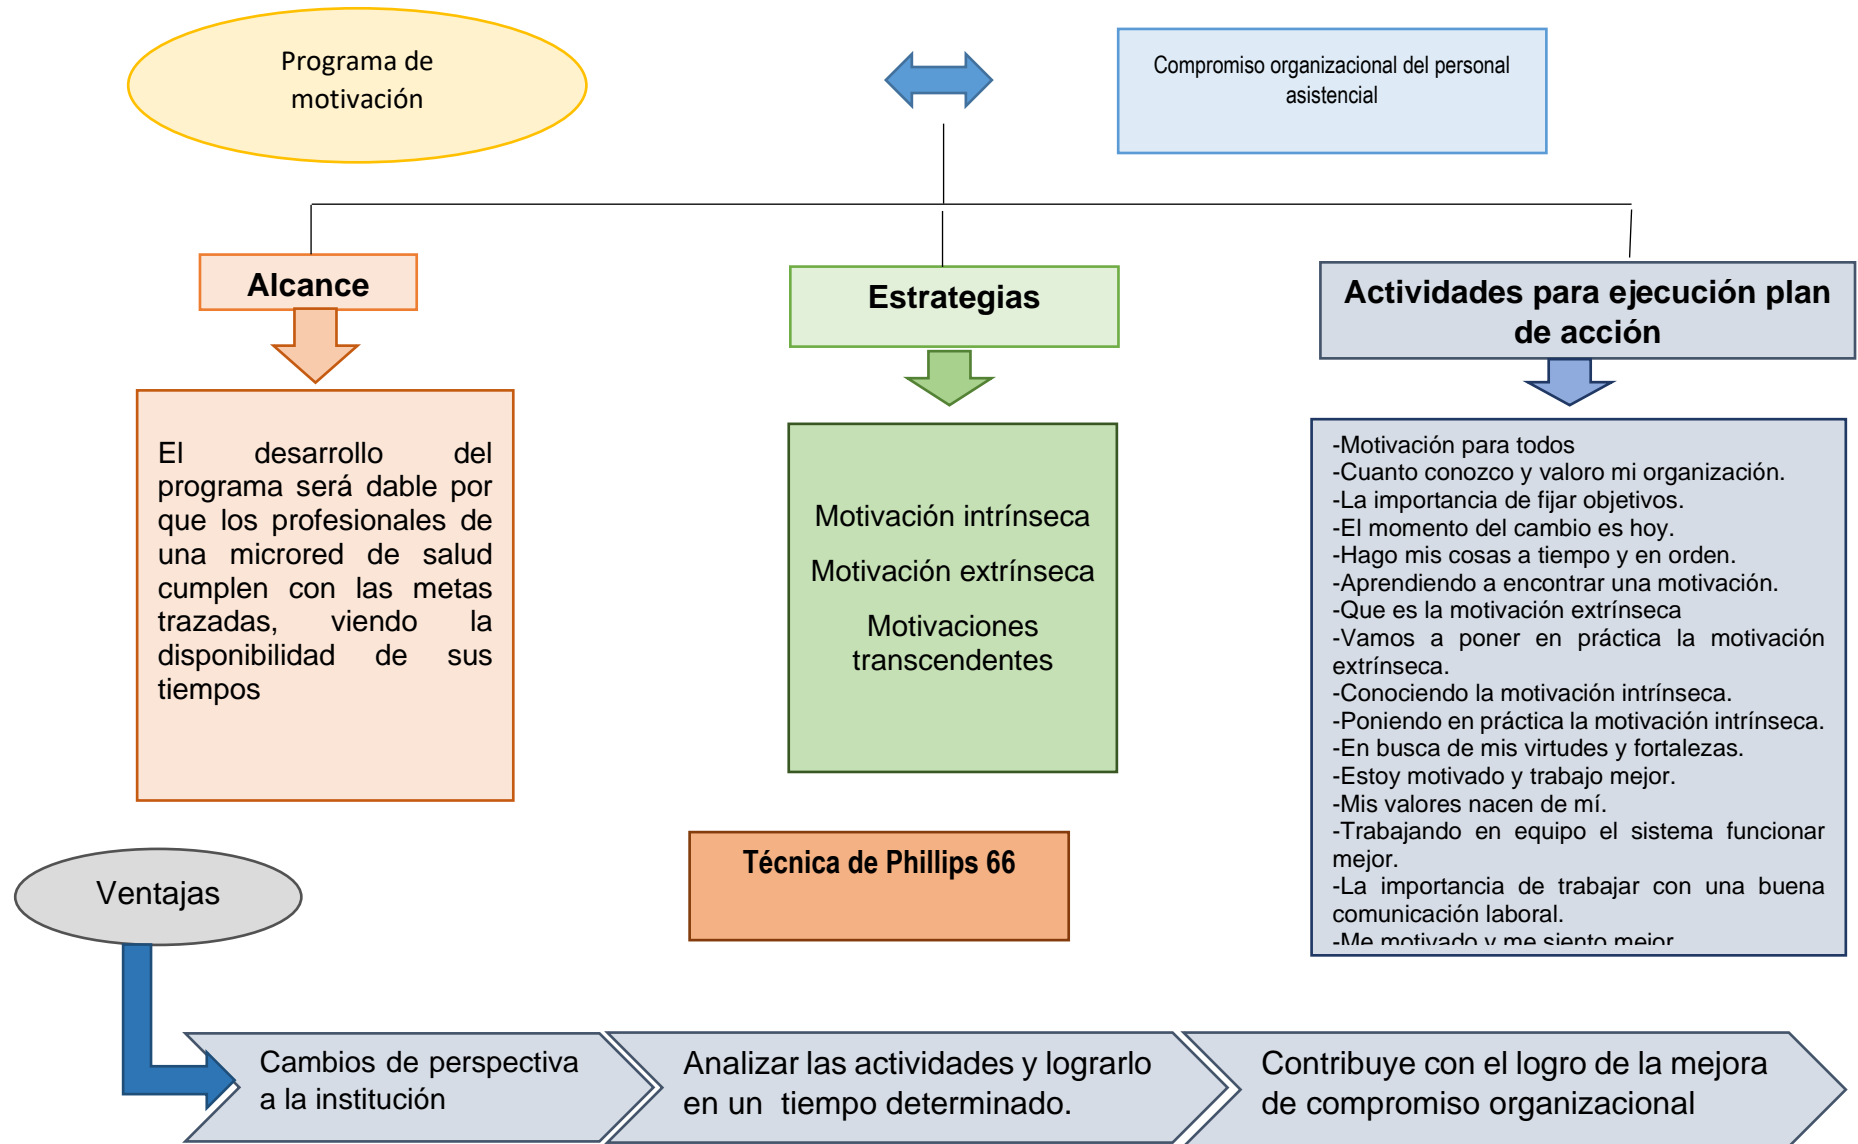 Programa de
motivación
Compromiso organizacional del personal
asistencial
Alcance
Estrategias
Actividades para ejecución plan
de acción
El desarrollo del
programa será dable por
que los profesionales de
una microred de salud
cumplen con las metas
trazadas, viendo la
disponibilidad de sus
tiempos
Motivación intrínseca
Motivación extrínseca
Motivaciones
transcendentes
-Motivación para todos
-Cuanto conozco y valoro mi organización.
-La importancia de fijar objetivos.
-El momento del cambio es hoy.
-Hago mis cosas a tiempo y en orden.
-Aprendiendo a encontrar una motivación.
-Que es la motivación extrínseca
-Vamos a poner en práctica la motivación
extrínseca.
-Conociendo la motivación intrínseca.
-Poniendo en práctica la motivación intrínseca.
-En busca de mis virtudes y fortalezas.
-Estoy motivado y trabajo mejor.
-Mis valores nacen de mí.
-Trabajando en equipo el sistema funcionar
mejor.
-La importancia de trabajar con una buena
comunicación laboral.
-Me motivado y me siento mejor
Técnica de Phillips 66
Ventajas
Cambios de perspectiva
a la institución
Analizar las actividades y lograrlo
en un tiempo determinado.
Contribuye con el logro de la mejora
de compromiso organizacional